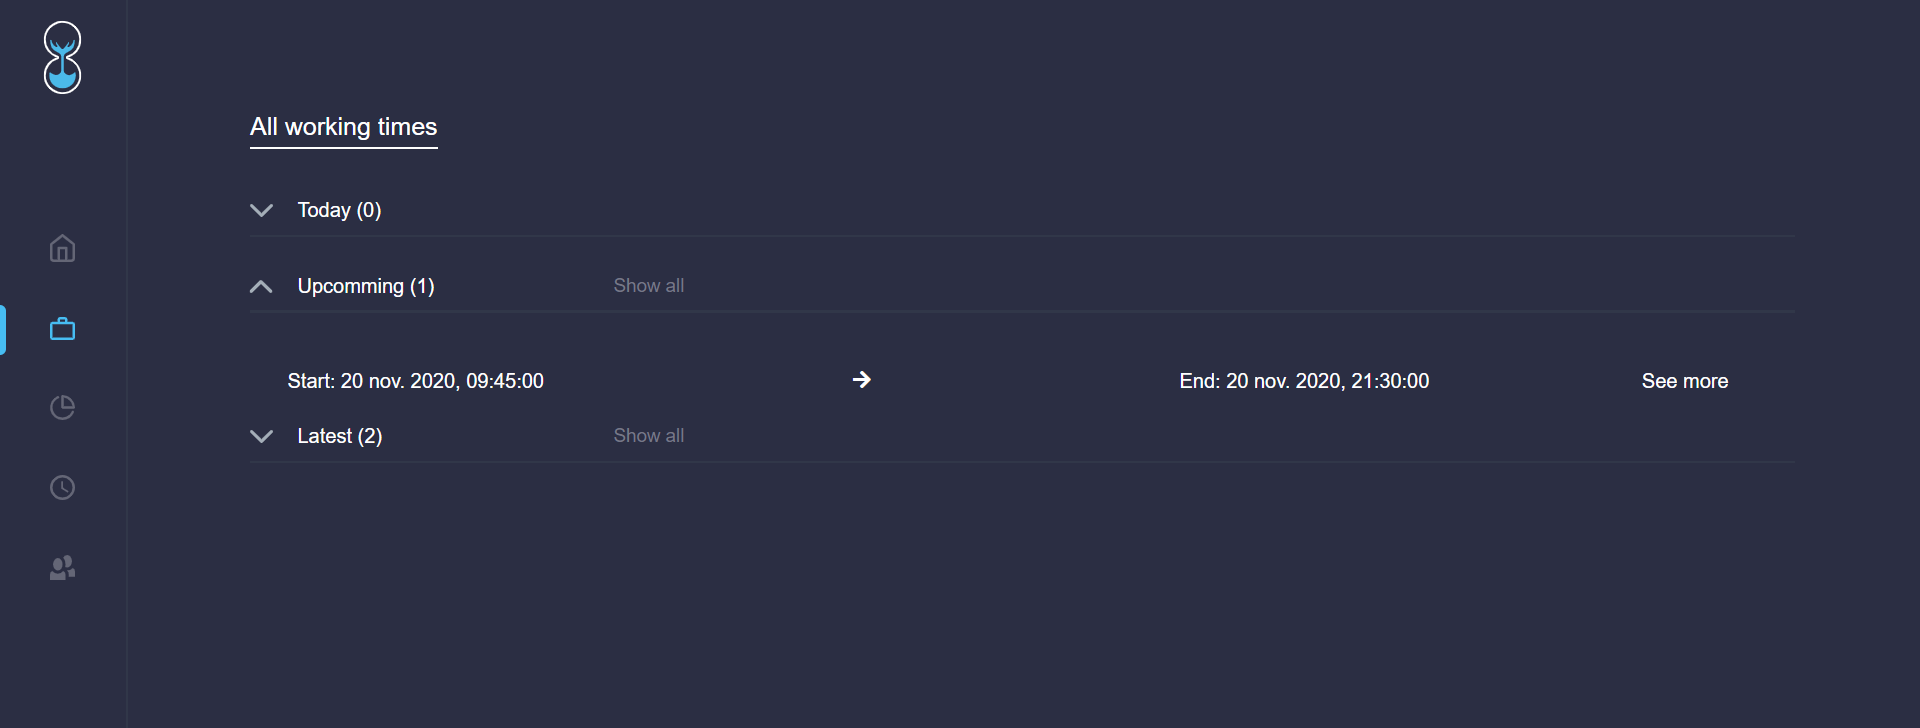 All working times
Today (0)
Upcomming (1) Show all
Start: 20 nov. 2020, 09:45:00 End: 20 nov. 2020, 21:30:00 See more
Latest (2) Show all